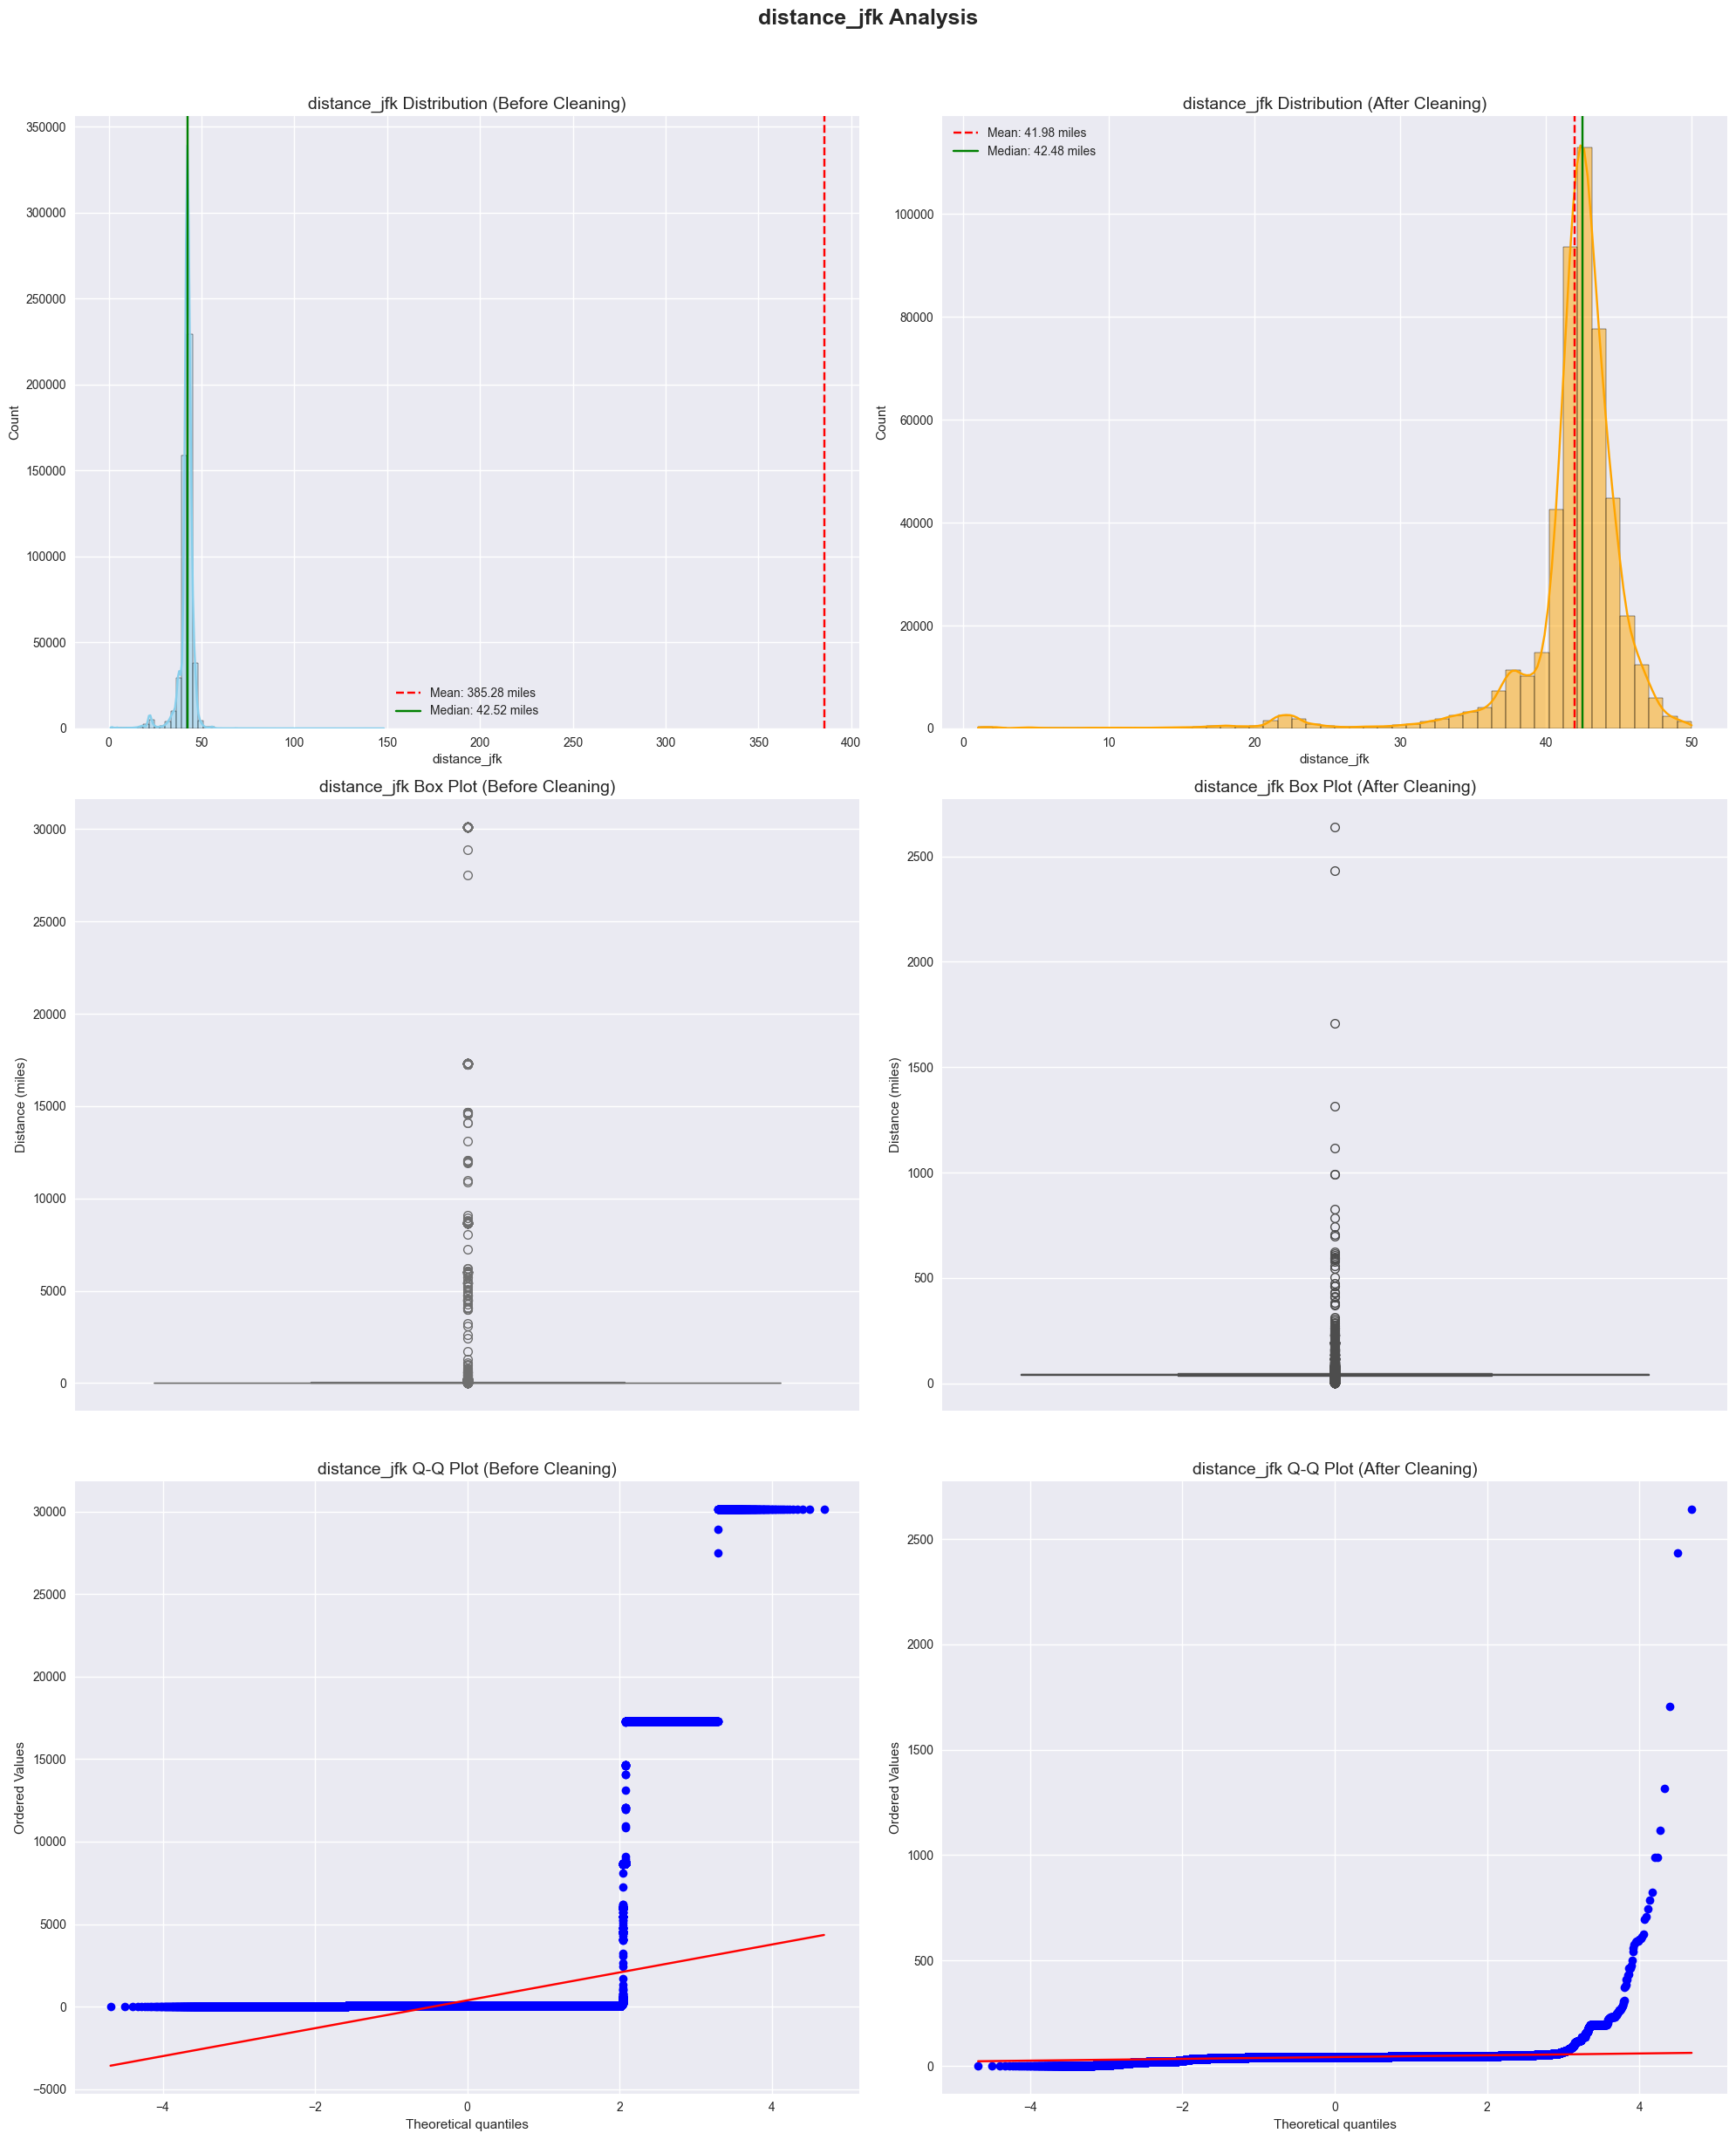 distance_jfk Analysis
distance_jfk Distribution (Before Cleaning)
350000
300000
250000
200000
150000
100000
50000
0
Count
Mean: 385.28 miles
Median: 42.52 miles
0 50 100 150 200 250 300 350 400
distance_jfk
distance_jfk Distribution (After Cleaning)
Mean: 41.98 miles
Median: 42.48 miles
100000
80000
60000
40000
20000
0
Count
0 10 20 30 40 50
distance_jfk
distance_jfk Box Plot (Before Cleaning)
30000
25000
20000
15000
10000
5000
0
Distance (miles)
distance_jfk Box Plot (After Cleaning)
2500
2000
1500
1000
500
0
Distance (miles)
distance_jfk Q-Q Plot (Before Cleaning)
30000
25000
20000
15000
10000
5000
0
−5000
Ordered Values
−4 −2 0 2 4
Theoretical quantiles
distance_jfk Q-Q Plot (After Cleaning)
2500
2000
1500
1000
500
0
Ordered Values
−4 −2 0 2 4
Theoretical quantiles